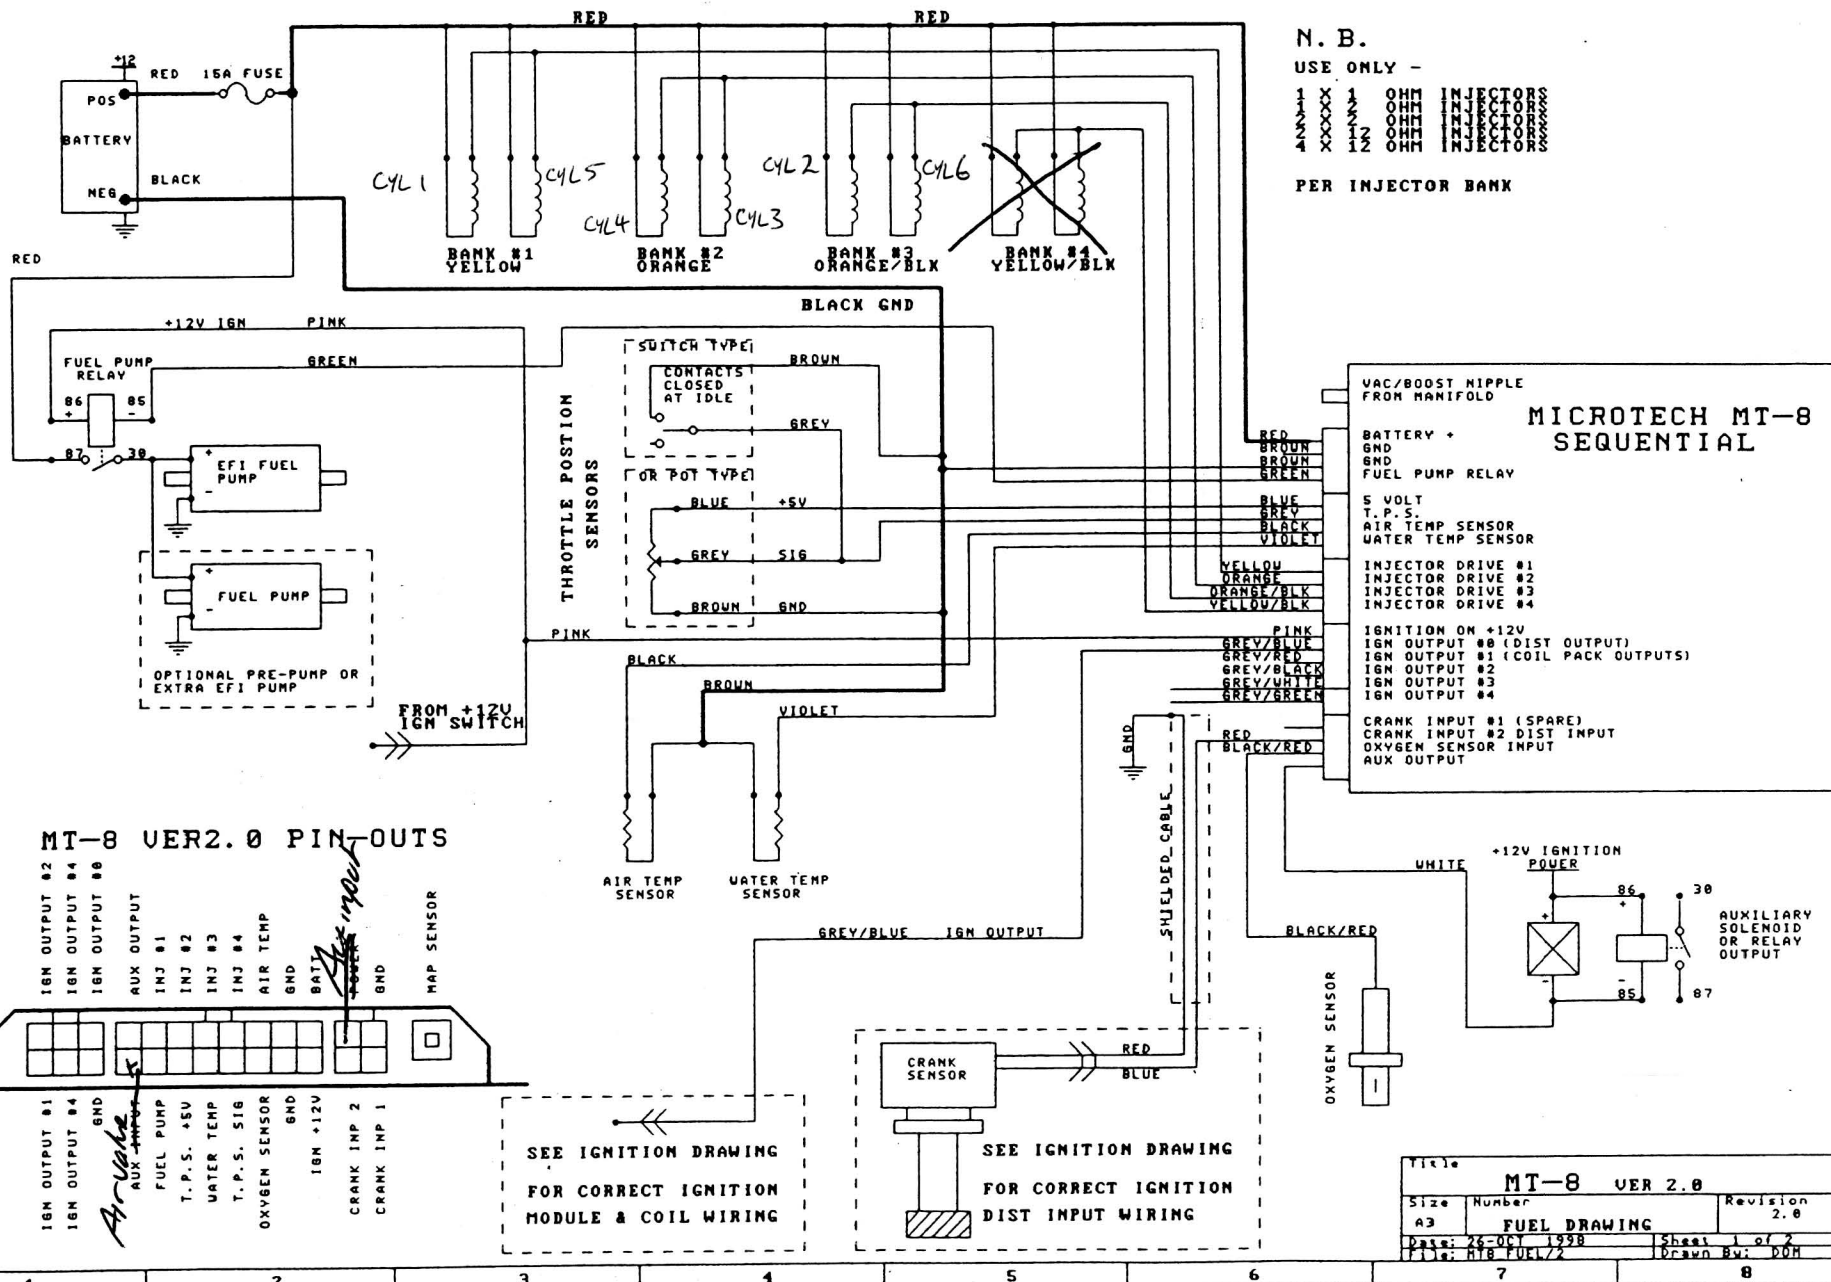 RED
RED
N. B.
USE ONLY -
1 X 1 OHM INJECTORS
1 X 2 OHM INJECTORS
2 X 2 OHM INJECTORS
2 X 12 OHM INJECTORS
4 X 12 OHM INJECTORS
PER INJECTOR BANK
+12
RED 15A FUSE
POS
BATTERY
NEG
BLACK
RED
CYL 1
CYL5
CYL4
CYL3
CYL2
CYL6
BANK #1
YELLOW
BANK #2
ORANGE
BANK #3
ORANGE/BLK
BANK #4
YELLOW/BLK
BLACK GND
+12V IGN PINK
FUEL PUMP
RELAY
GREEN
86 85
+ -
87 30
+
EFI FUEL
PUMP
-
+
FUEL PUMP
-
OPTIONAL PRE-PUMP OR
EXTRA EFI PUMP
FROM +12V
IGN SWITCH
THROTTLE POSTION
SENSORS
SWITCH TYPE
CONTACTS
CLOSED
AT IDLE
BROWN
GREY
OR POT TYPE
BLUE +5V
GREY SIG
BROWN GND
PINK
BLACK
BROWN
VIOLET
AIR TEMP
SENSOR
WATER TEMP
SENSOR
MICROTECH MT-8
SEQUENTIAL
VAC/BOOST NIPPLE
FROM MANIFOLD
RED BATTERY +
BROWN GND
BROWN GND
GREEN FUEL PUMP RELAY
BLUE 5 VOLT
GREY T.P.S.
BLACK AIR TEMP SENSOR
VIOLET WATER TEMP SENSOR
YELLOW INJECTOR DRIVE #1
ORANGE INJECTOR DRIVE #2
ORANGE/BLK INJECTOR DRIVE #3
YELLOW/BLK INJECTOR DRIVE #4
PINK IGNITION ON +12V
GREY/BLUE IGN OUTPUT #0 (DIST OUTPUT)
GREY/RED IGN OUTPUT #1 (COIL PACK OUTPUTS)
GREY/BLACK IGN OUTPUT #2
GREY/WHITE IGN OUTPUT #3
GREY/GREEN IGN OUTPUT #4
CRANK INPUT #1 (SPARE)
RED CRANK INPUT #2 DIST INPUT
BLACK/RED OXYGEN SENSOR INPUT
AUX OUTPUT
GND
SHIELDED CABLE
WHITE
+12V IGNITION
POWER
86 30
+ +
- -
85 87
AUXILIARY
SOLENOID
OR RELAY
OUTPUT
BLACK/RED
OXYGEN SENSOR
GREY/BLUE IGN OUTPUT
MT-8 VER2.0 PIN-OUTS
IGN OUTPUT #2
IGN OUTPUT #4
IGN OUTPUT #0
AUX OUTPUT
INJ #1
INJ #2
INJ #3
INJ #4
AIR TEMP
GND
BATT
POWER
Aux input
GND
MAP SENSOR
IGN OUTPUT #1
IGN OUTPUT #4
GND
AUX INPUT
Air valve
FUEL PUMP
T.P.S. +5V
WATER TEMP
T.P.S. SIG
OXYGEN SENSOR
GND
IGN +12V
CRANK INP 2
CRANK INP 1
SEE IGNITION DRAWING
FOR CORRECT IGNITION
MODULE & COIL WIRING
CRANK
SENSOR
RED
BLUE
SEE IGNITION DRAWING
FOR CORRECT IGNITION
DIST INPUT WIRING
Title
MT-8 VER 2.0
Size Number Revision
A3 FUEL DRAWING 2.0
Date: 26-OCT 1998 Sheet 1 of 2
File: MT8 FUEL/2 Drawn By: DOM
2 3 4 5 6 7 8